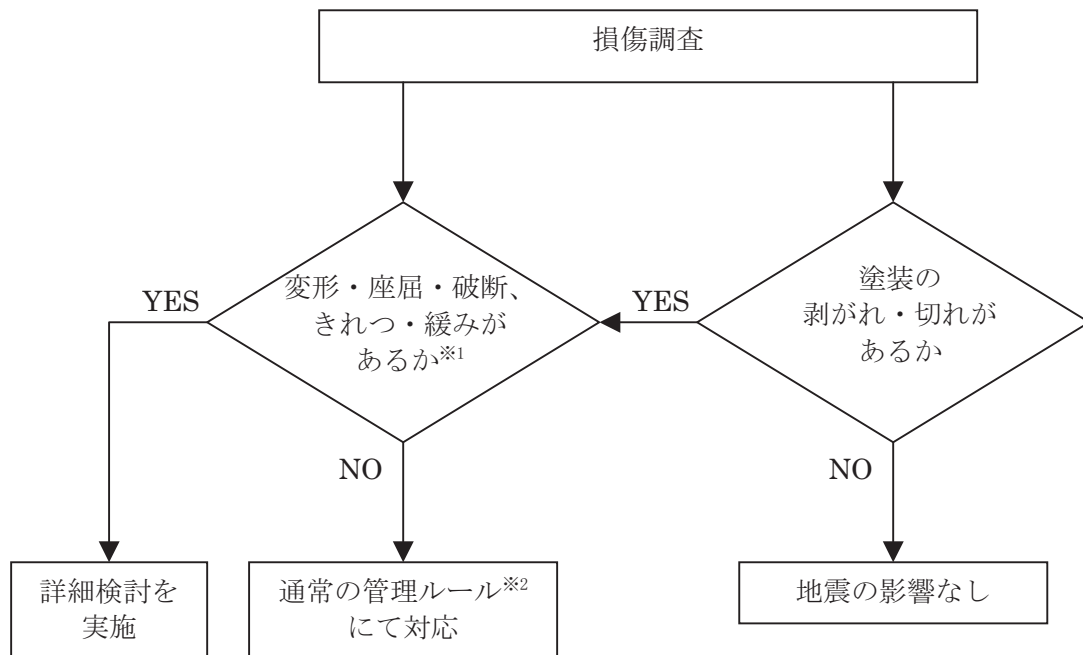 損傷調査
変形・座屈・破断、
きれつ・緩みが
あるか※1
塗装の
剥がれ・切れが
あるか
YES
YES
NO
NO
詳細検討を
実施
通常の管理ルール※2
にて対応
地震の影響なし